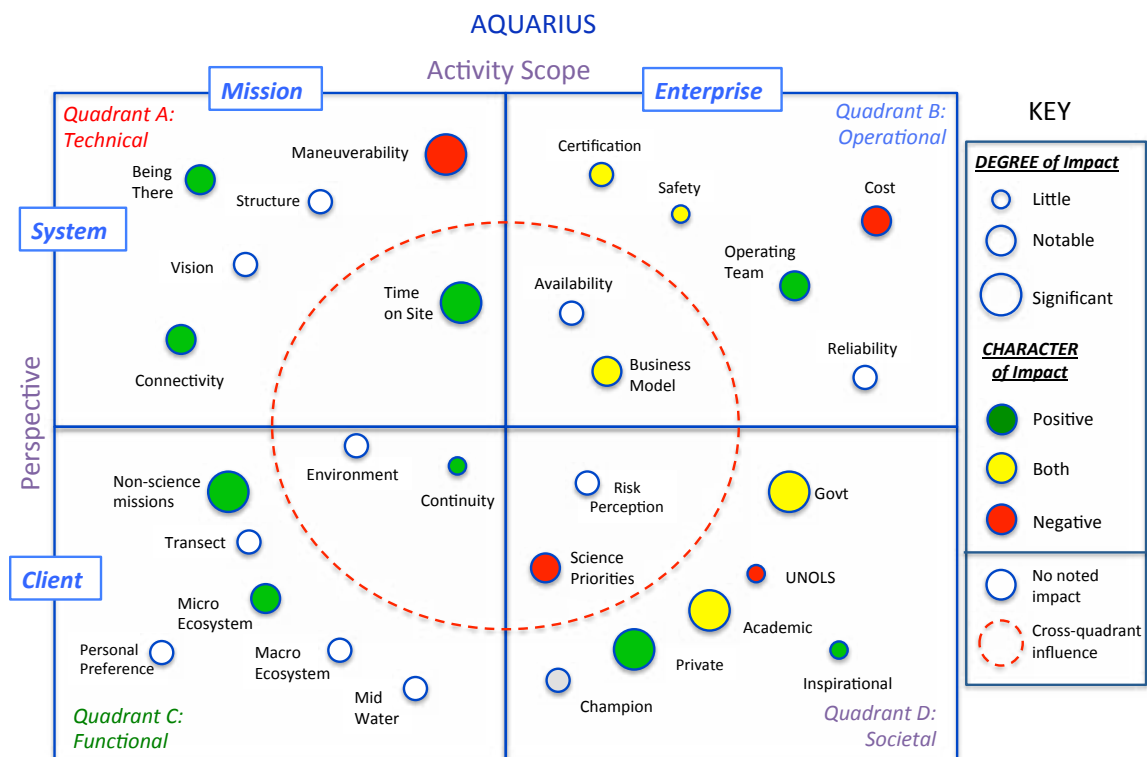 AQUARIUS
Activity Scope
Mission
Enterprise
Quadrant A:
Technical
Quadrant B:
Operational
KEY
Being
There
Maneuverability
Structure
Vision
Time
on Site
Connectivity
Certification
Safety
Cost
Operating
Team
Availability
Business
Model
Reliability
System
Perspective
Client
Non-science
missions
Environment
Continuity
Transect
Micro
Ecosystem
Personal
Preference
Macro
Ecosystem
Mid
Water
Quadrant C:
Functional
Risk
Perception
Govt
Science
Priorities
UNOLS
Academic
Private
Inspirational
Champion
Quadrant D:
Societal
DEGREE of Impact
Little
Notable
Significant
CHARACTER
of Impact
Positive
Both
Negative
No noted
impact
Cross-quadrant
influence